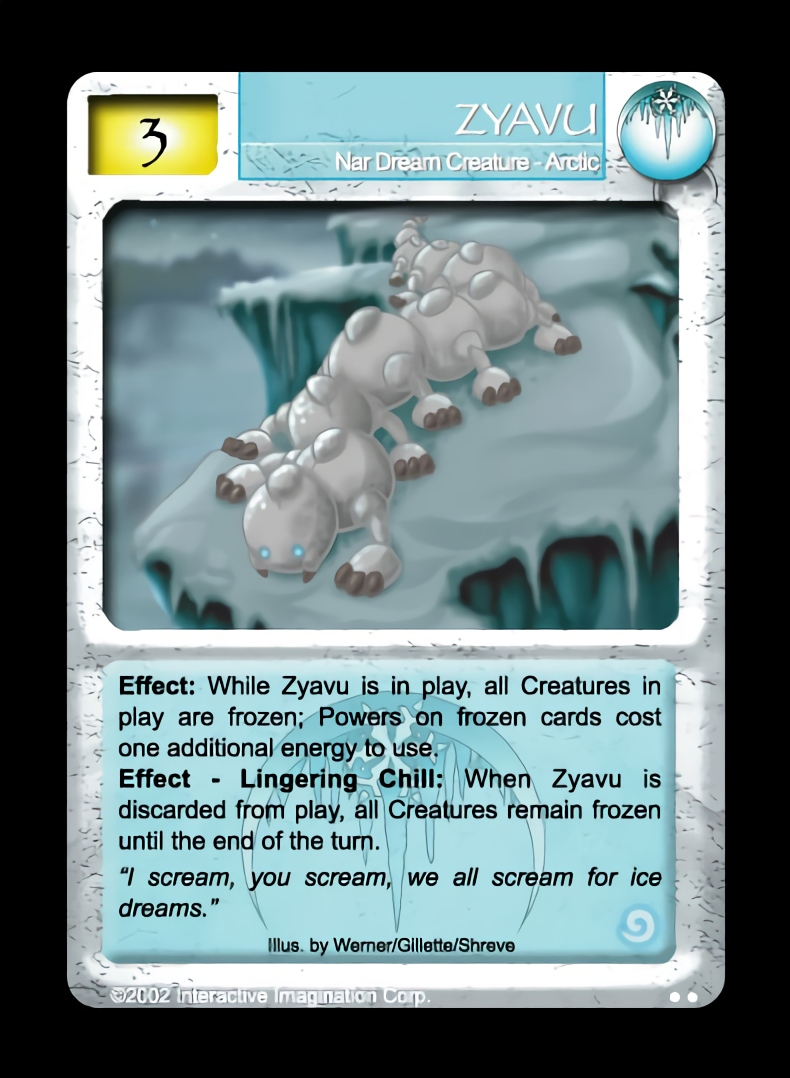 3
ZYAVU
Nar Dream Creature - Arctic
Effect: While Zyavu is in play, all Creatures in
play are frozen; Powers on frozen cards cost
one additional energy to use.
Effect - Lingering Chill: When Zyavu is
discarded from play, all Creatures remain frozen
until the end of the turn.
“I scream, you scream, we all scream for ice
dreams.”
Illus. by Werner/Gillette/Shreve
©2002 Interactive Imagination Corp.